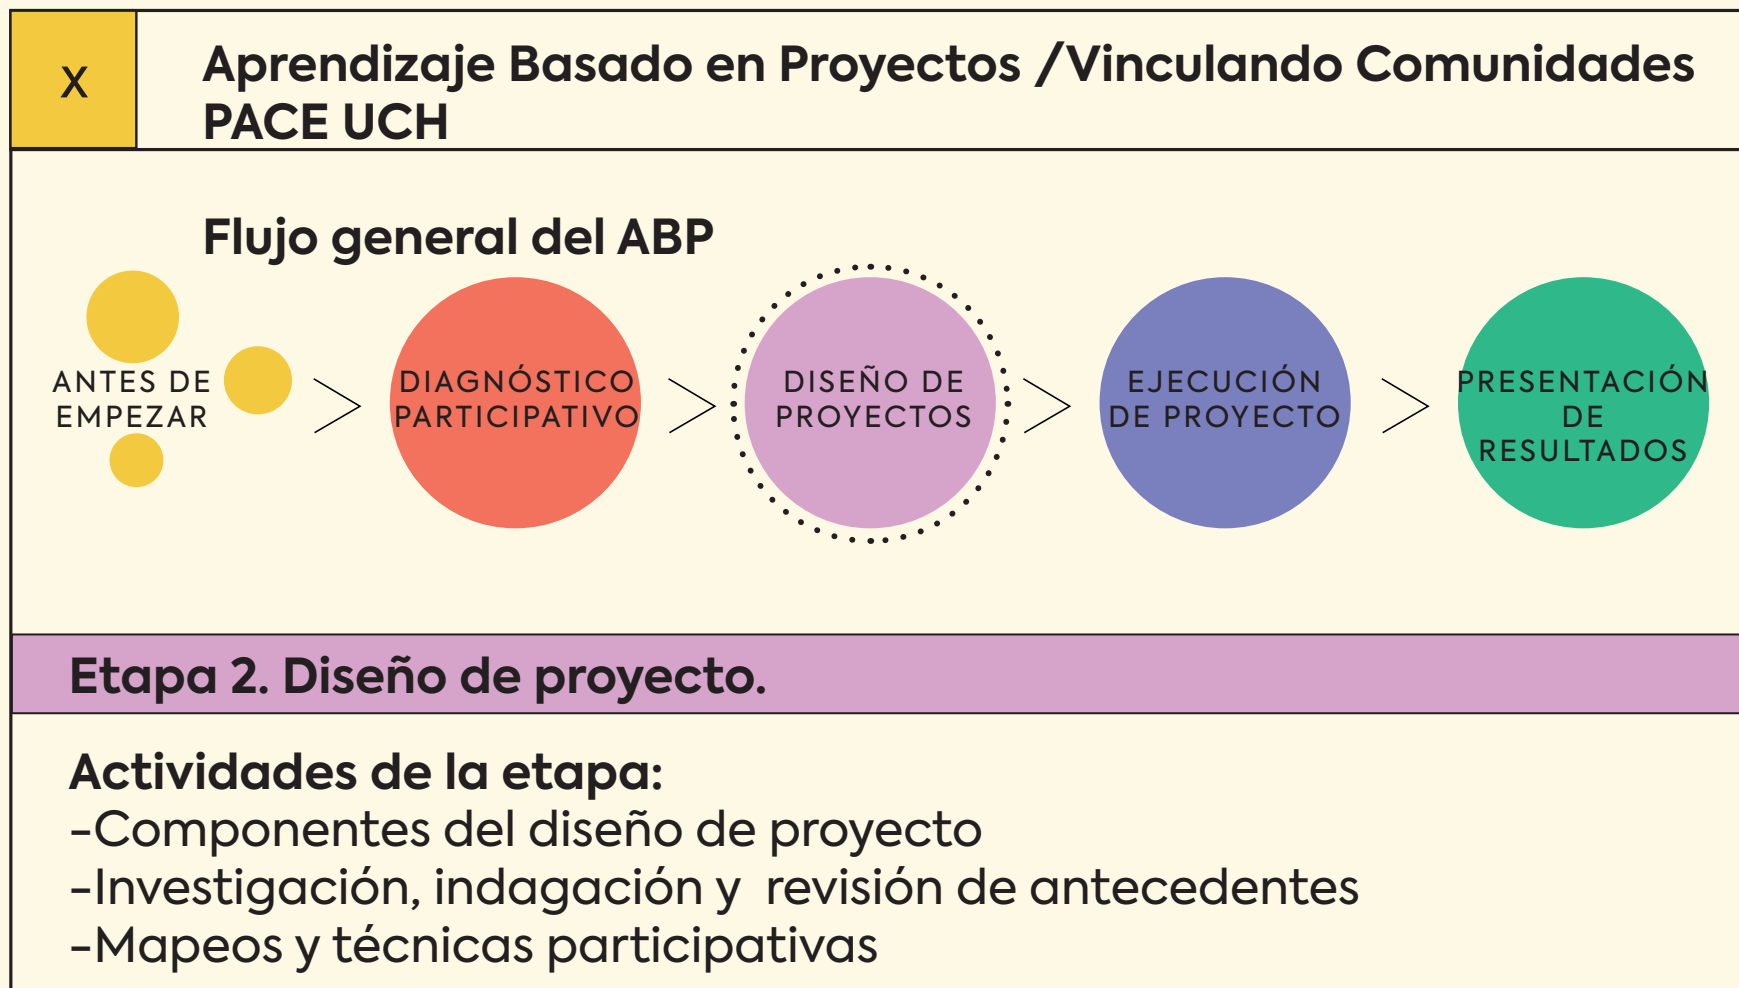 X
Aprendizaje Basado en Proyectos /Vinculando Comunidades
PACE UCH
Flujo general del ABP
ANTES DE
EMPEZAR
DIAGNÓSTICO
PARTICIPATIVO
DISEÑO DE
PROYECTOS
EJECUCIÓN
DE PROYECTO
PRESENTACIÓN
DE
RESULTADOS
Etapa 2. Diseño de proyecto.
Actividades de la etapa:
-Componentes del diseño de proyecto
-Investigación, indagación y  revisión de antecedentes
-Mapeos y técnicas participativas